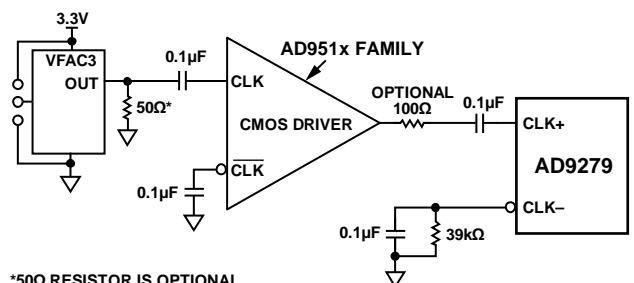 3.3V
VFAC3
OUT
50Ω*
0.1µF
AD951x FAMILY
CLK
CMOS DRIVER
CLK
0.1µF
OPTIONAL
100Ω
0.1µF
CLK+
AD9279
CLK–
0.1µF
39kΩ
*50Ω RESISTOR IS OPTIONAL